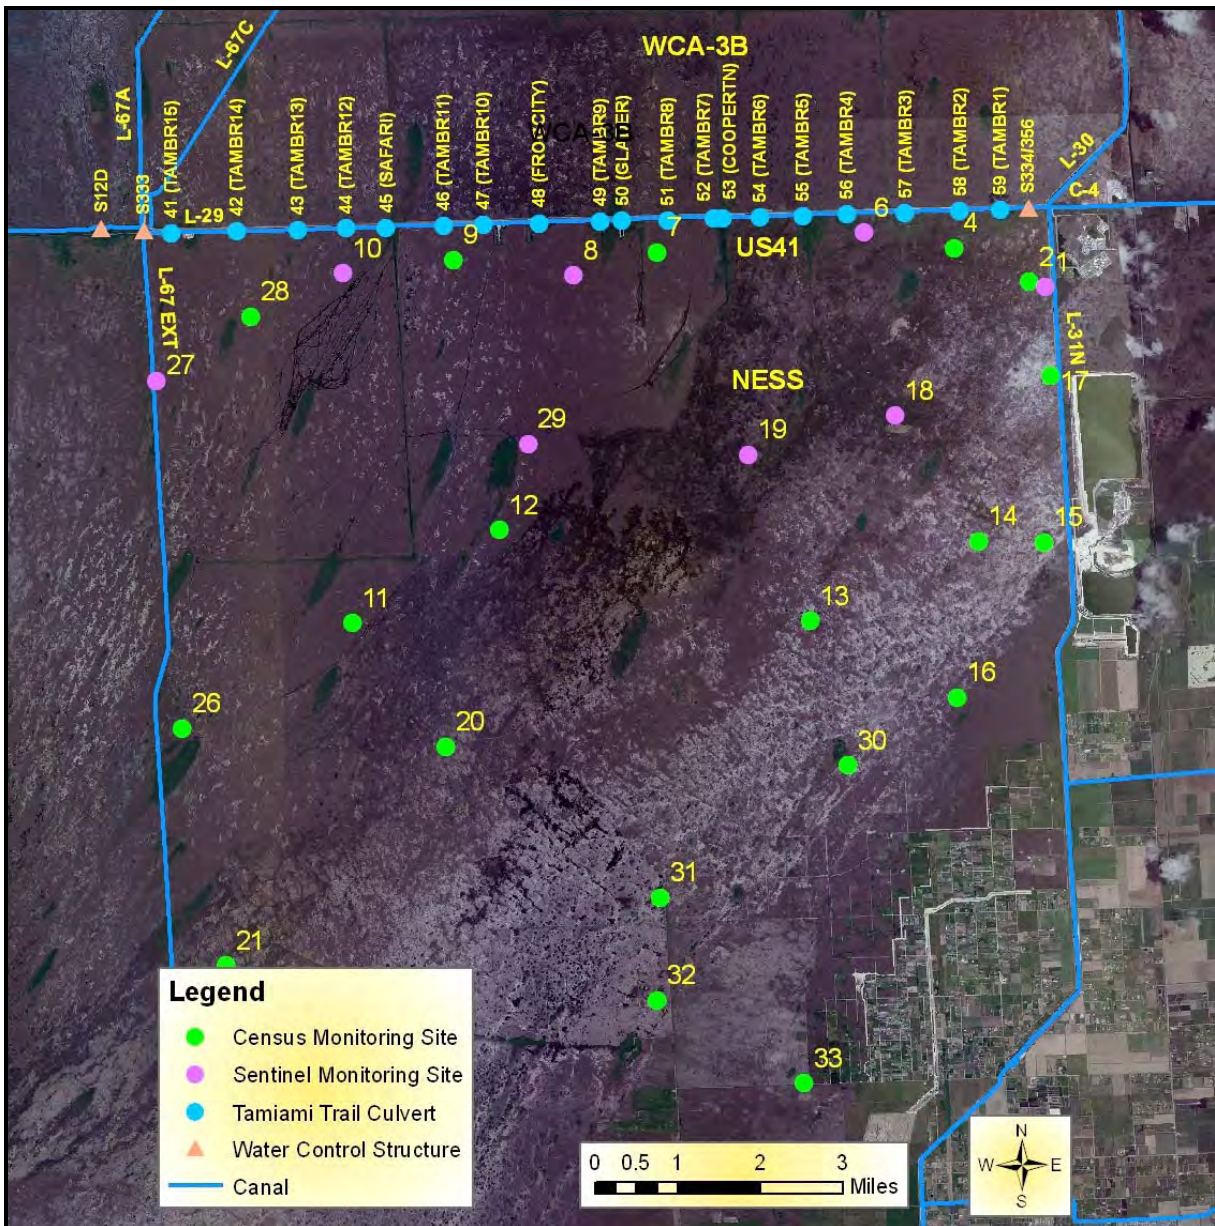 WCA-3B
WCA-3B
L-67A
L-67C
S12D
S333
41 (TAMBR15)
L-29
42 (TAMBR14)
43 (TAMBR13)
44 (TAMBR12)
45 (SAFARI)
46 (TAMBR11)
47 (TAMBR10)
48 (FROGCITY)
49 (TAMBR9)
50 (GLADER)
51 (TAMBR8)
52 (TAMBR7)
53 (COOPERTN)
54 (TAMBR6)
55 (TAMBR5)
56 (TAMBR4)
57 (TAMBR3)
58 (TAMBR2)
59 (TAMBR1)
S334/356
L-30
C-4
10
9
8
7
US41
6
4
2
1
28
L-67 EXT
27
L-31N
17
NESS
18
29
19
12
14
15
11
13
26
20
16
30
31
21
32
33
Legend
Census Monitoring Site
Sentinel Monitoring Site
Tamiami Trail Culvert
Water Control Structure
Canal
0 0.5 1 2 3
Miles
N
W E
S